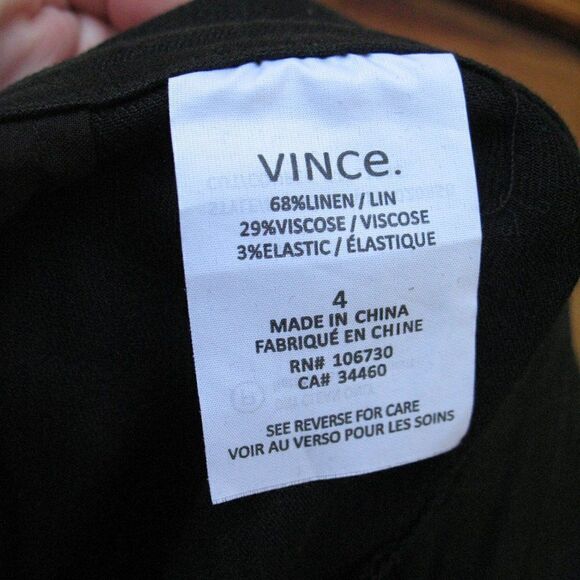 VINCe.
68%LINEN / LIN
29%VISCOSE / VISCOSE
3%ELASTIC / ÉLASTIQUE
4
MADE IN CHINA
FABRIQUÉ EN CHINE
RN# 106730
CA# 34460
SEE REVERSE FOR CARE
VOIR AU VERSO POUR LES SOINS